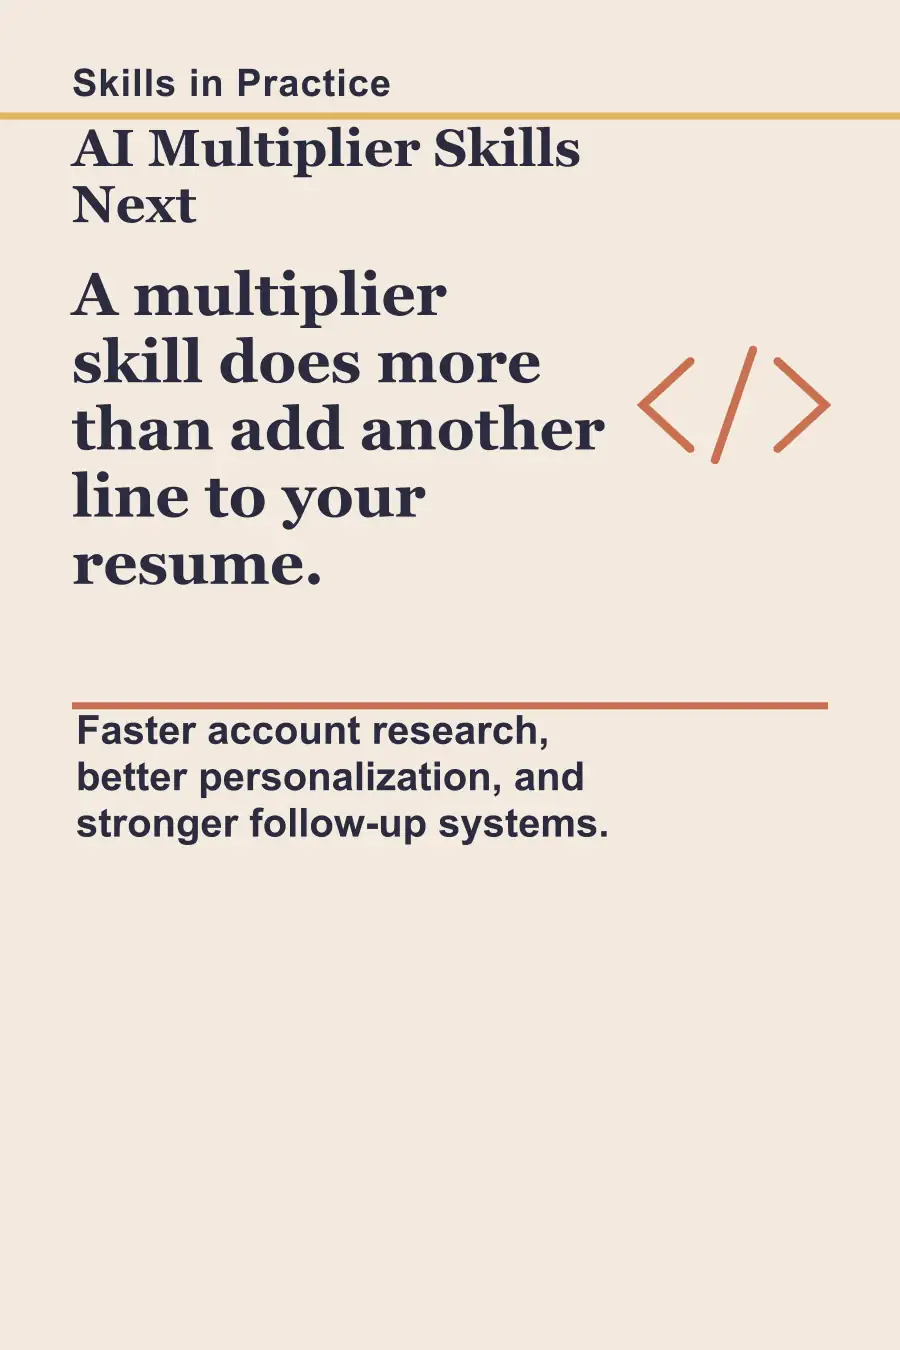 Skills in Practice
AI Multiplier Skills
Next
A multiplier
skill does more
than add another
line to your
resume.
Faster account research,
better personalization, and
stronger follow-up systems.